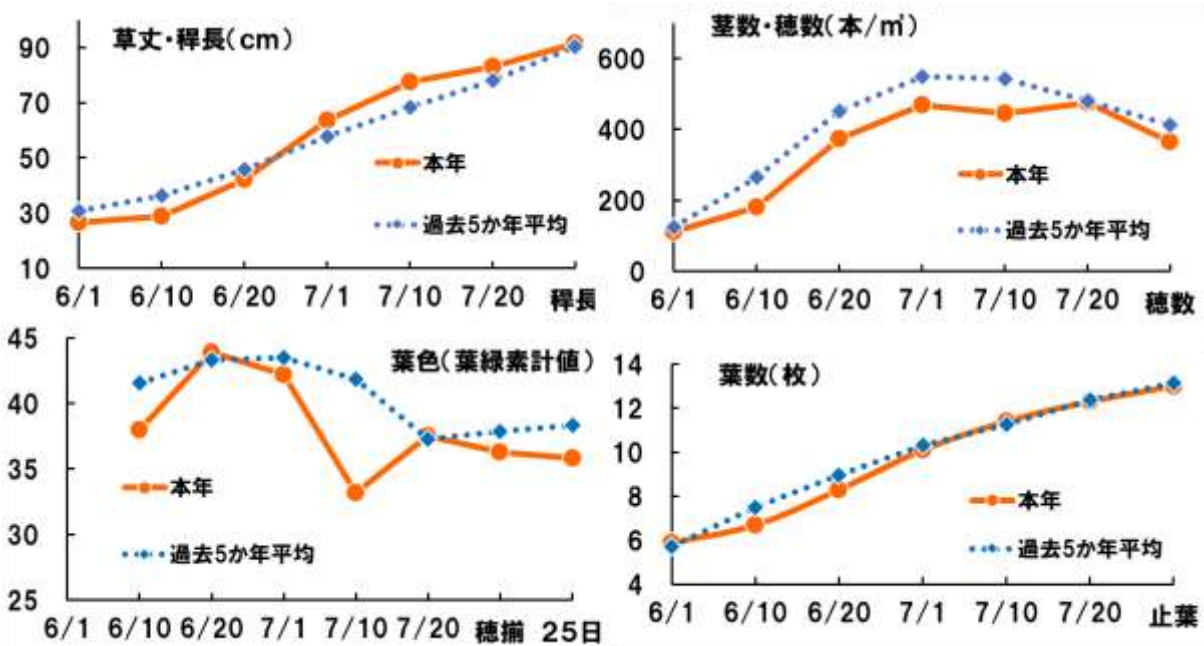 草丈・稈長(cm)
90
70
50
30
10
本年
過去5か年平均
6/1 6/10 6/20 7/1 7/10 7/20 稈長
茎数・穂数(本/㎡)
600
400
200
0
本年
過去5か年平均
6/1 6/10 6/20 7/1 7/10 7/20 穂数
葉色(葉緑素計値)
45
40
35
30
25
本年
過去5か年平均
6/1 6/10 6/20 7/1 7/10 7/20 穂揃 25日
葉数(枚)
14
12
10
8
6
4
本年
過去5か年平均
6/1 6/10 6/20 7/1 7/10 7/20 止葉